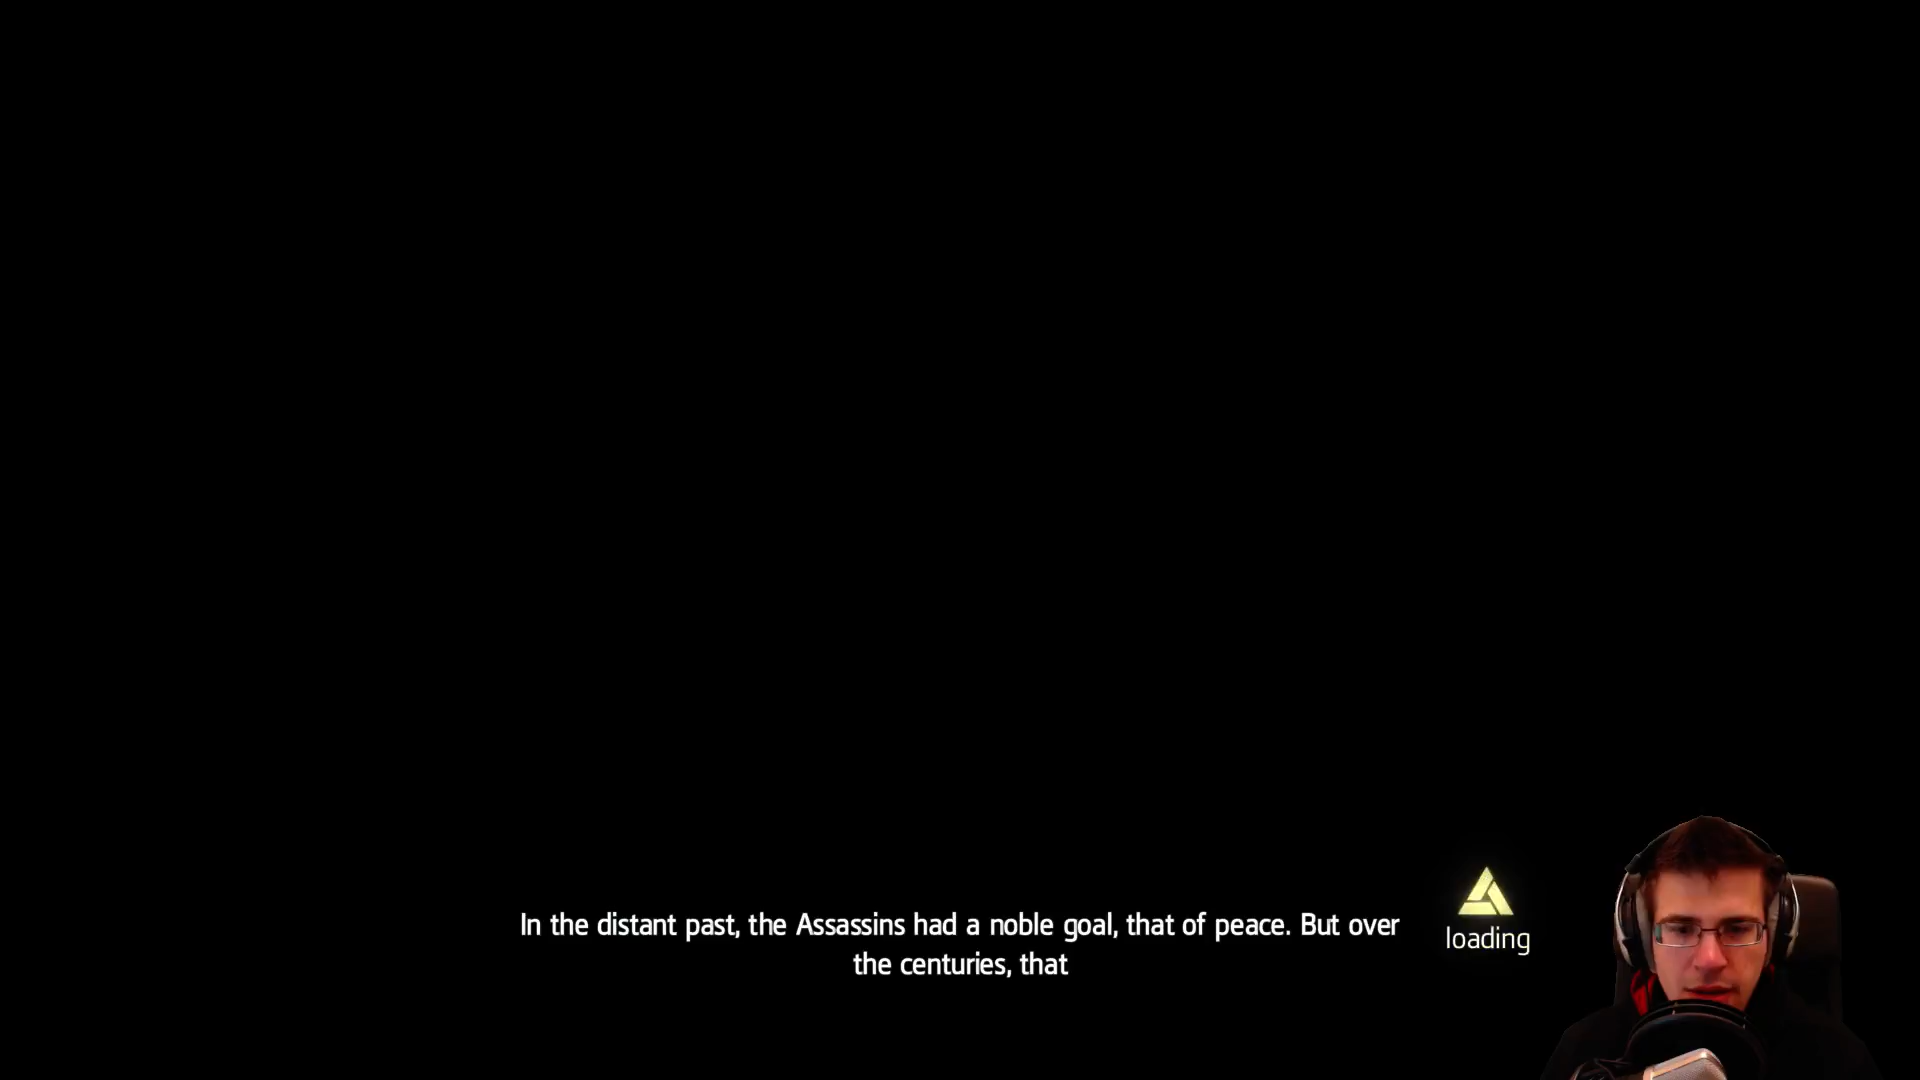 In the distant past, the Assassins had a noble goal, that of peace. But over
the centuries, that
loading